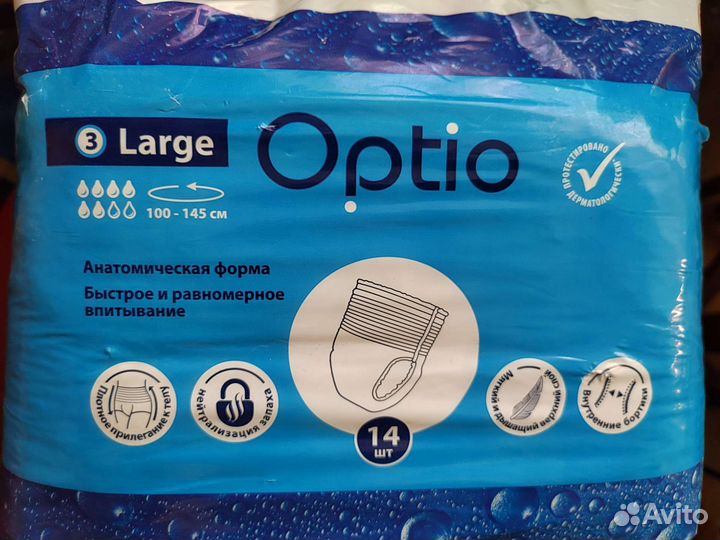 3 Large
Optio
ПРОТЕСТИРОВАНО
ДЕРМАТОЛОГИЧЕСКИ
100 - 145 см
Анатомическая форма
Быстрое и равномерное
впитывание
Плотное прилегание к телу
нейтрализация запаха
14
шт
Мягкий и дышащий верхний слой
Внутренние бортики
Avito